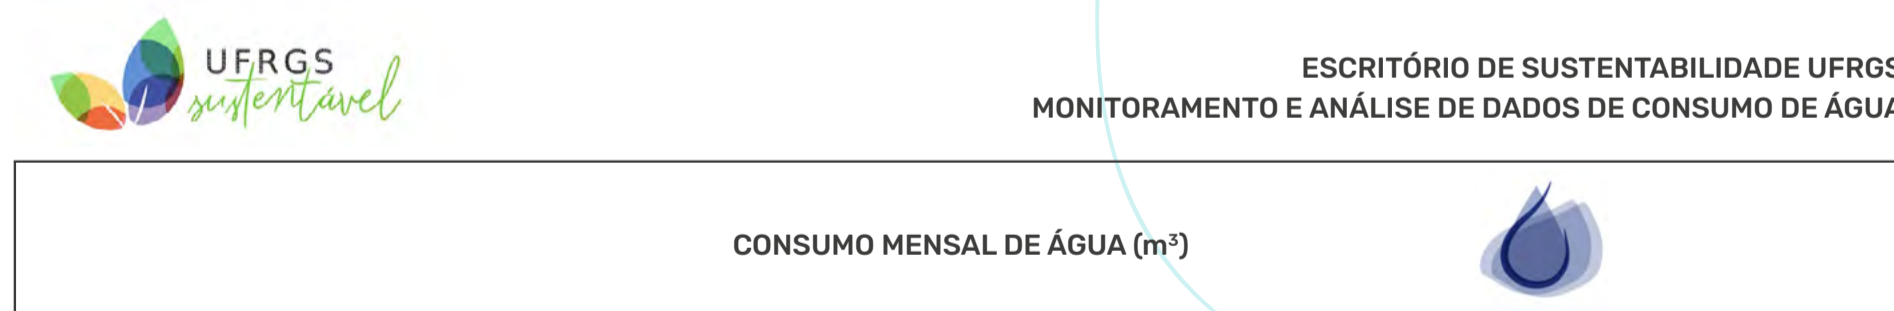 UFRGS
sustentável
ESCRITÓRIO DE SUSTENTABILIDADE UFRGS
MONITORAMENTO E ANÁLISE DE DADOS DE CONSUMO DE ÁGUA
CONSUMO MENSAL DE ÁGUA (m³)